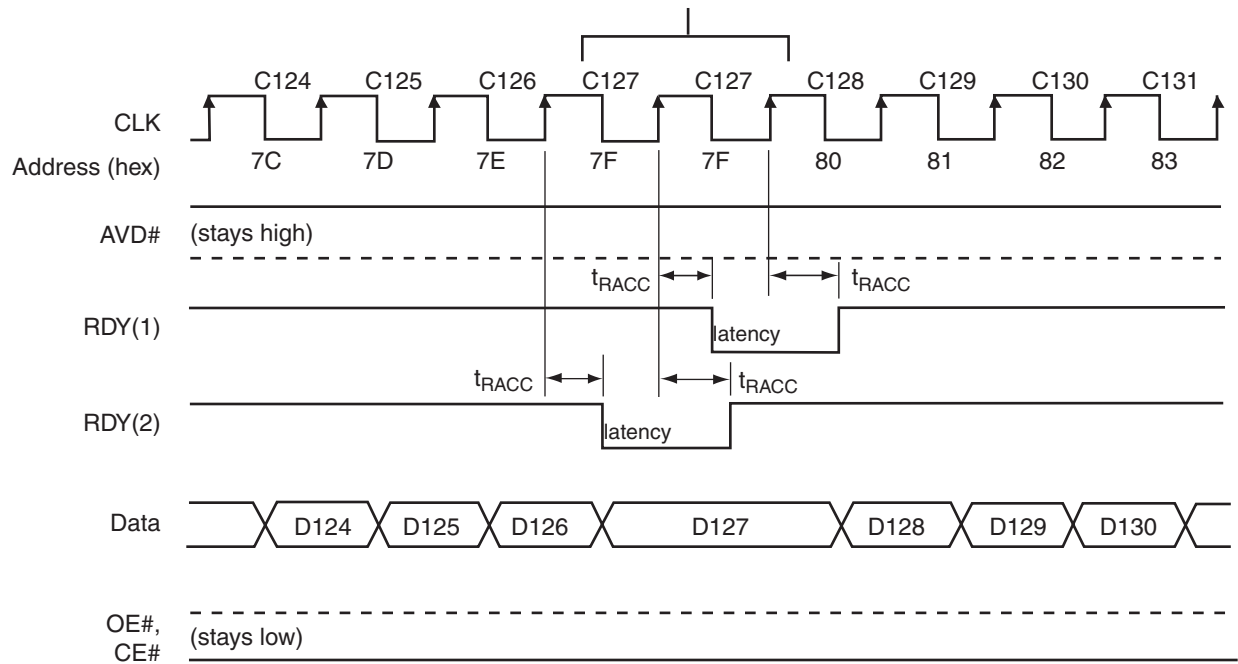 C124 C125 C126 C127 C127 C128 C129 C130 C131
CLK
Address (hex) 7C 7D 7E 7F 7F 80 81 82 83
AVD# (stays high)
tRACC tRACC
RDY(1) latency
tRACC tRACC
RDY(2) latency
Data D124 D125 D126 D127 D128 D129 D130
OE#,
CE# (stays low)